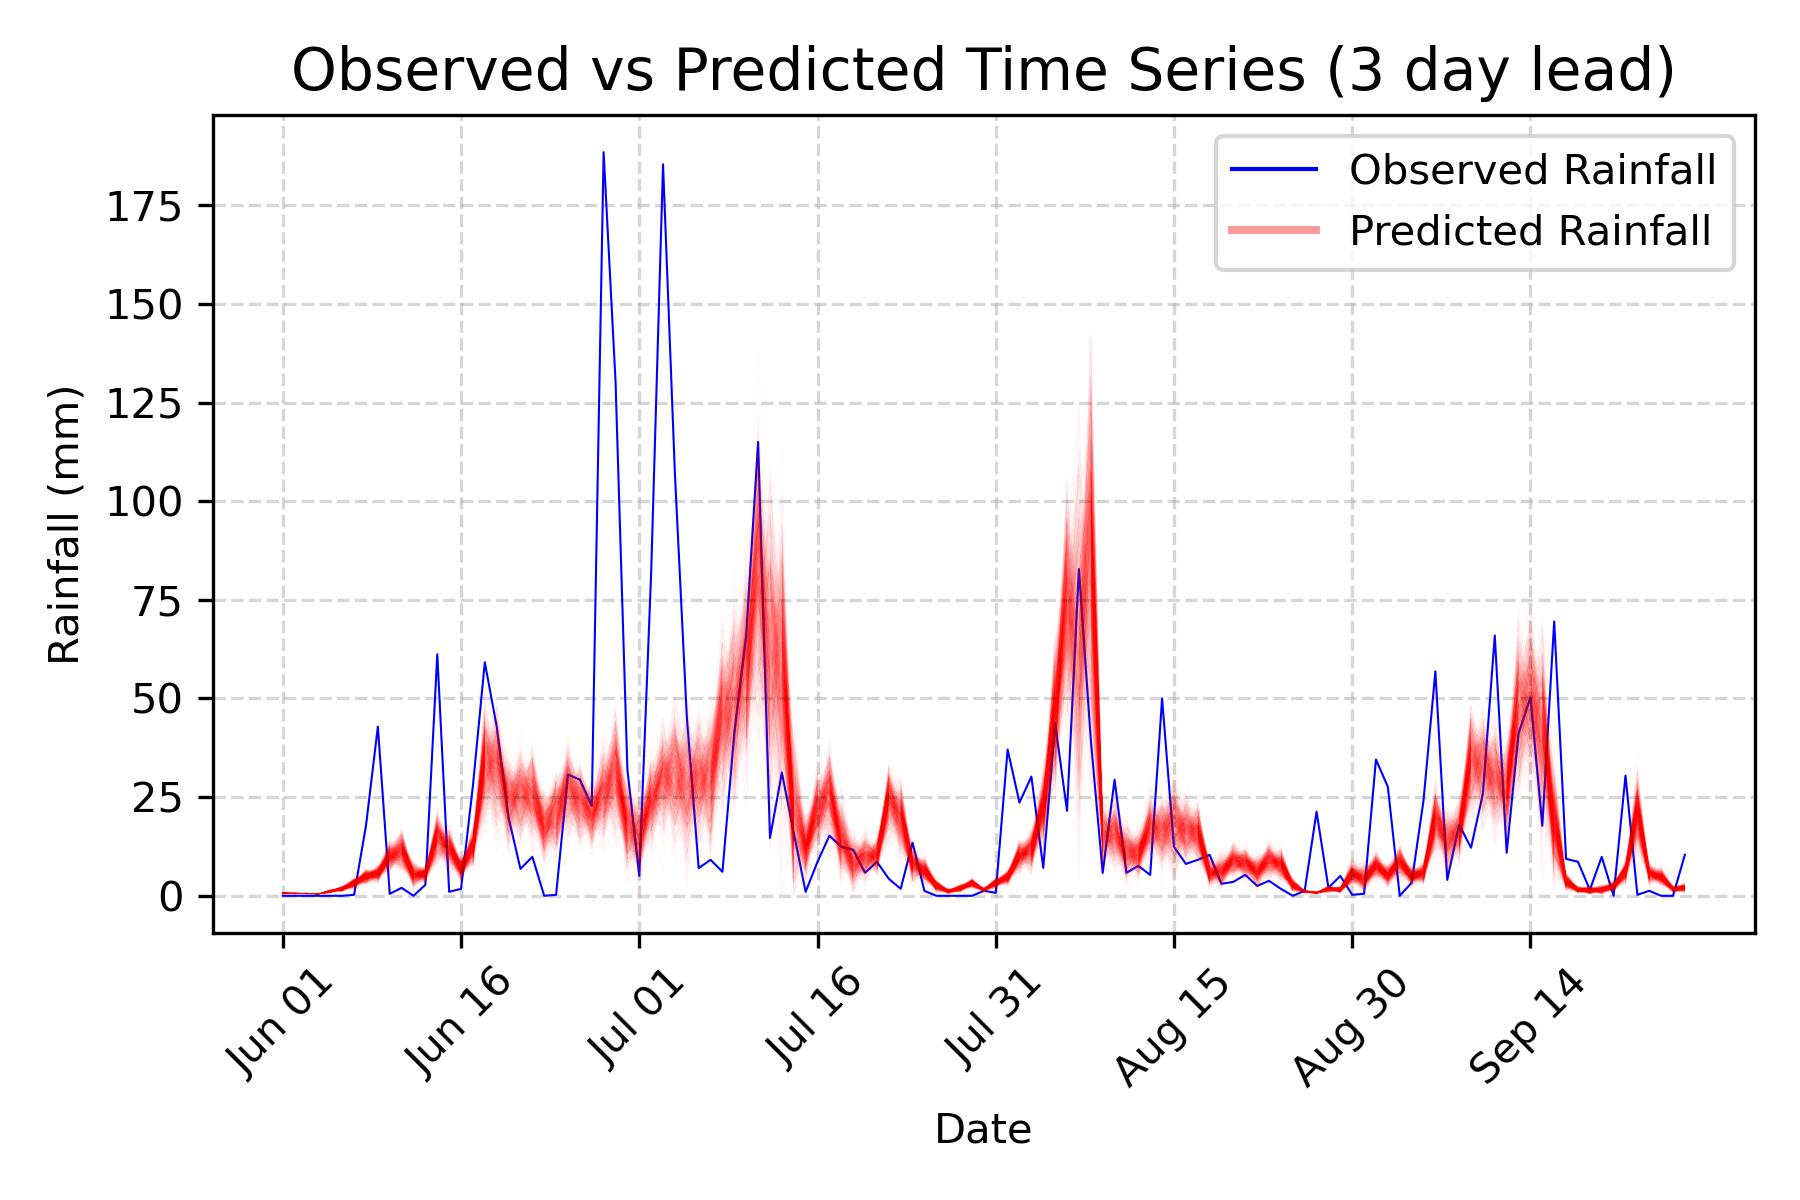 Observed vs Predicted Time Series (3 day lead)
Observed Rainfall
Predicted Rainfall
175
150
125
100
75
50
25
0
Rainfall (mm)
Jun 01
Jun 16
Jul 01
Jul 16
Jul 31
Aug 15
Aug 30
Sep 14
Date